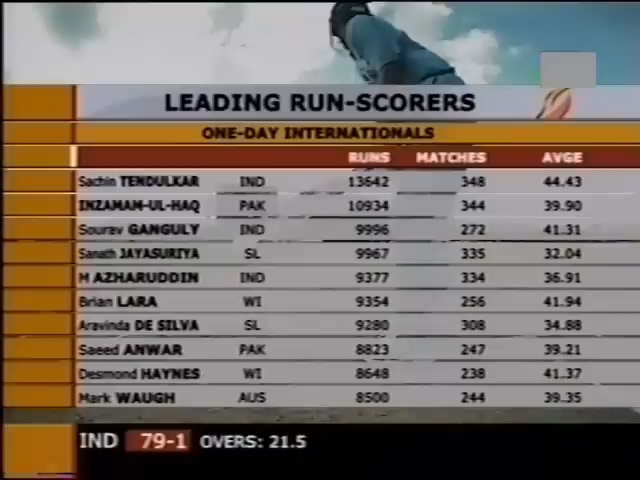 LEADING RUN-SCORERS
ONE-DAY INTERNATIONALS
RUNS MATCHES AVGE
Sachin TENDULKAR IND 13642 348 44.43
INZAMAM-UL-HAQ PAK 10934 344 39.90
Sourav GANGULY IND 9996 272 41.31
Sanath JAYASURIYA SL 9967 335 32.04
M AZHARUDDIN IND 9377 334 36.91
Brian LARA WI 9354 256 41.94
Aravinda DE SILVA SL 9280 308 34.88
Saeed ANWAR PAK 8823 247 39.21
Desmond HAYNES WI 8648 238 41.37
Mark WAUGH AUS 8500 244 39.35
IND 79-1 OVERS: 21.5